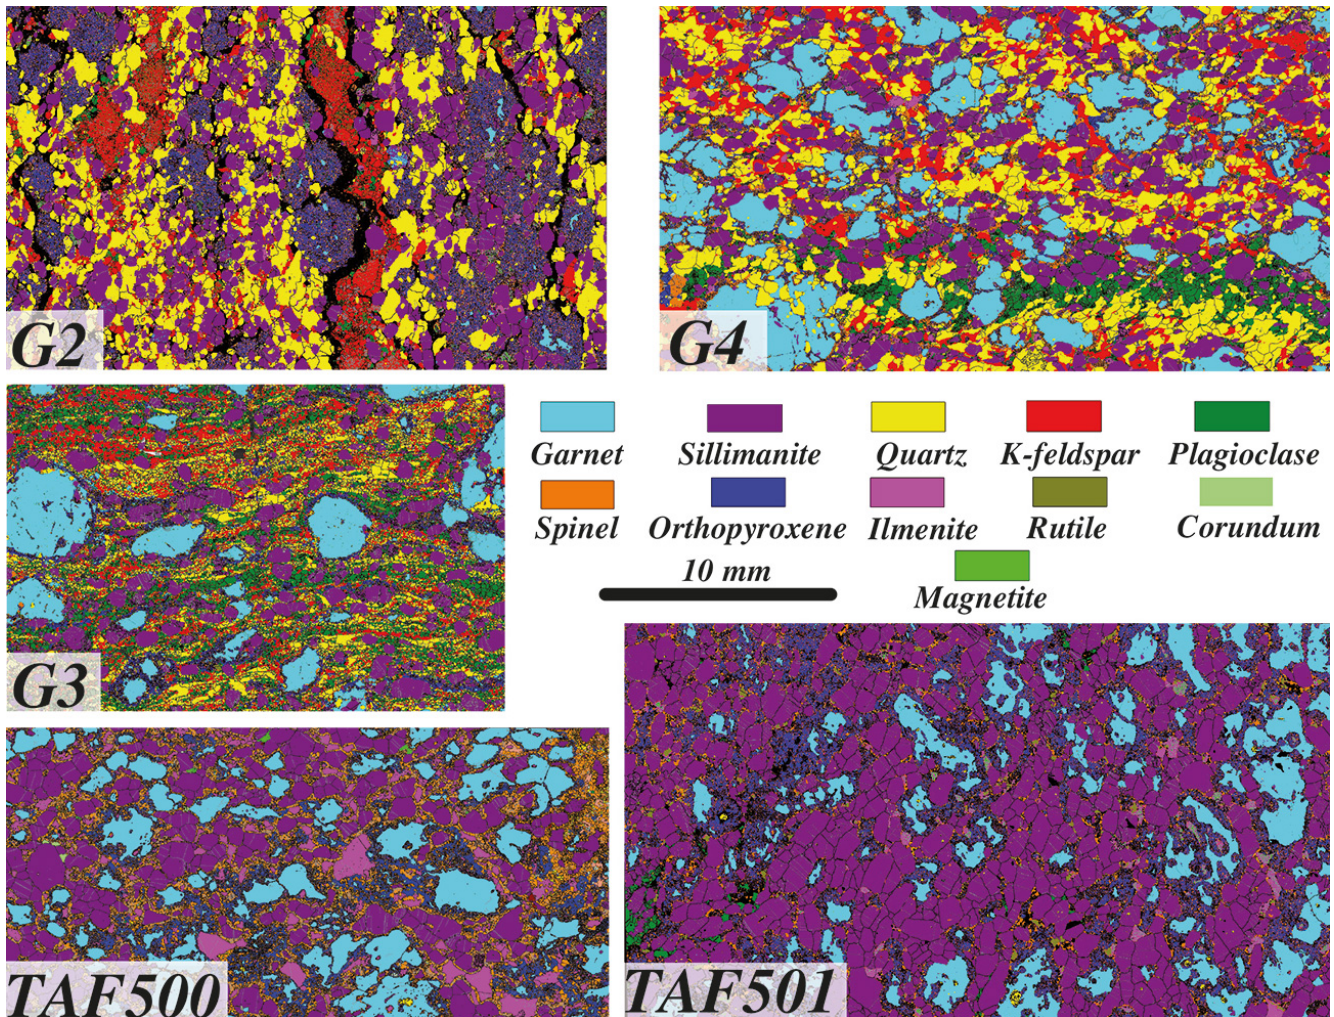 G2
G4
Garnet Sillimanite Quartz K-feldspar Plagioclase
Spinel Orthopyroxene Ilmenite Rutile Corundum
10 mm
Magnetite
G3
TAF500
TAF501